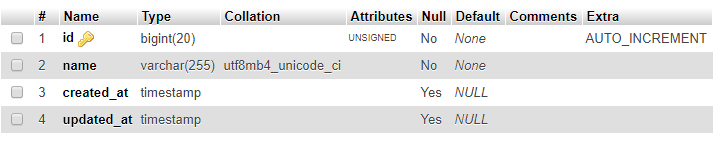 # Name Type Collation Attributes Null Default Comments Extra
1 id bigint(20) UNSIGNED No None AUTO_INCREMENT
2 name varchar(255) utf8mb4_unicode_ci No None
3 created_at timestamp Yes NULL
4 updated_at timestamp Yes NULL